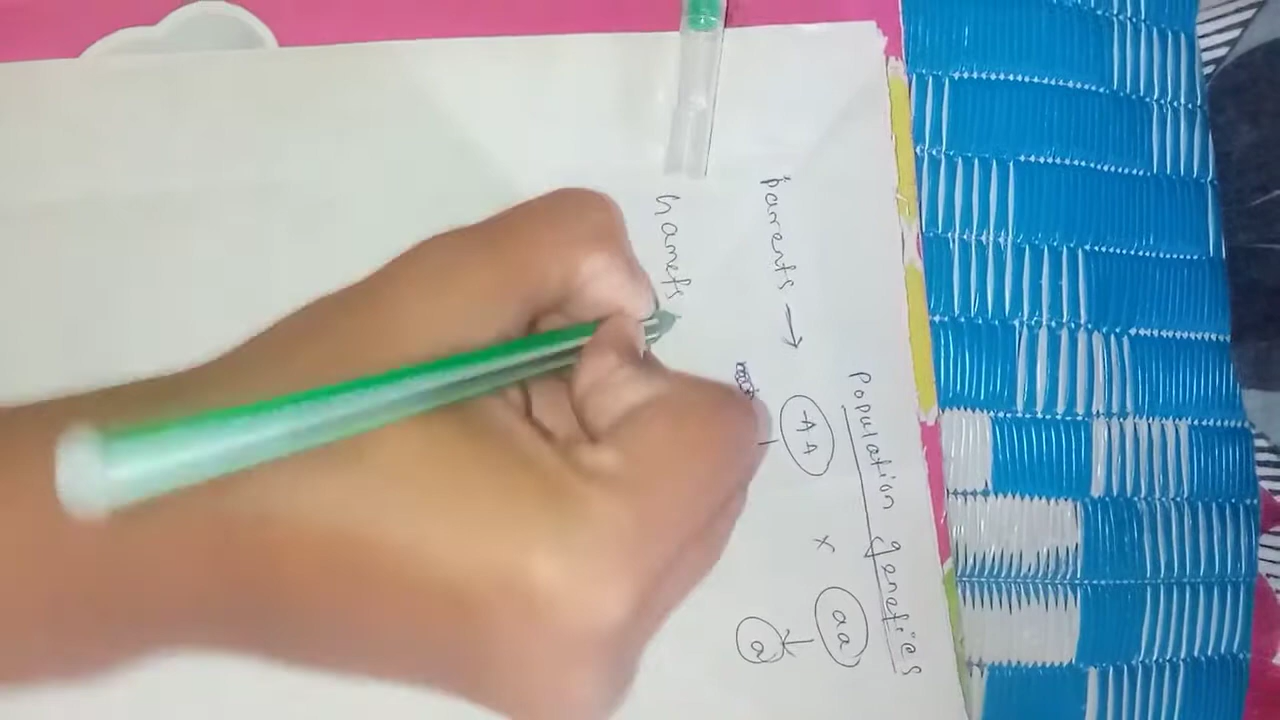 Population genetics
Parents → AA × aa
a
Gamets